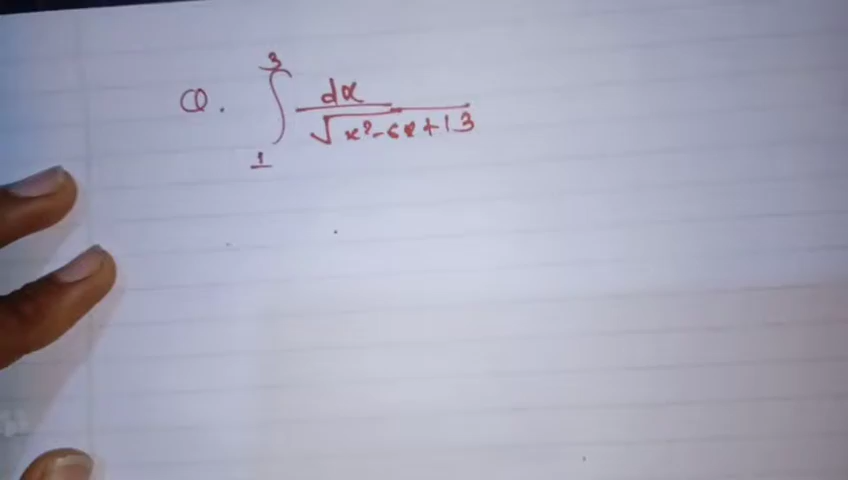 Q. ∫₁³ dx / √(x²-6x+13)